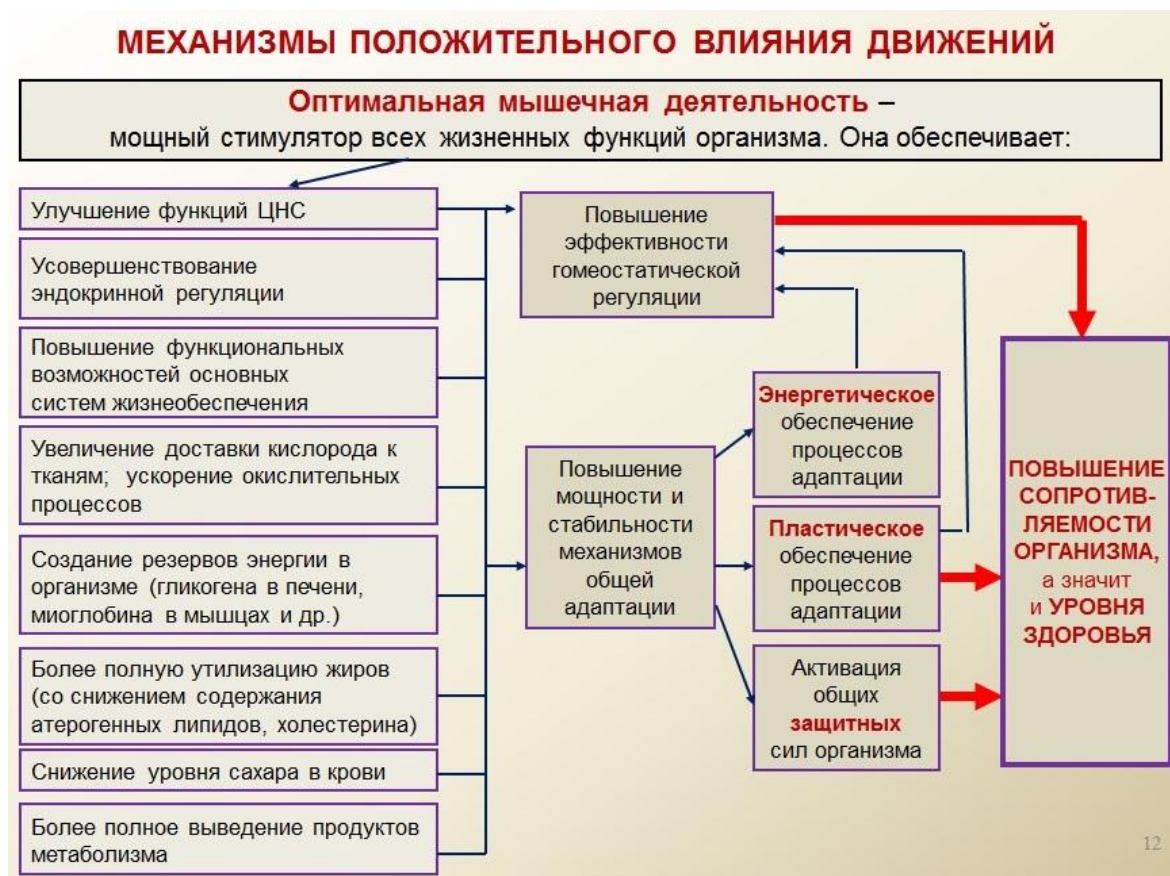 МЕХАНИЗМЫ ПОЛОЖИТЕЛЬНОГО ВЛИЯНИЯ ДВИЖЕНИЙ
Оптимальная мышечная деятельность –
мощный стимулятор всех жизненных функций организма. Она обеспечивает:
Улучшение функций ЦНС
Усовершенствование
эндокринной регуляции
Повышение функциональных
возможностей основных
систем жизнеобеспечения
Увеличение доставки кислорода к
тканям; ускорение окислительных
процессов
Создание резервов энергии в
организме (гликогена в печени,
миоглобина в мышцах и др.)
Более полную утилизацию жиров
(со снижением содержания
атерогенных липидов, холестерина)
Снижение уровня сахара в крови
Более полное выведение продуктов
метаболизма
Повышение
эффективности
гомеостатической
регуляции
Повышение
мощности и
стабильности
механизмов
общей
адаптации
Энергетическое
обеспечение
процессов
адаптации
Пластическое
обеспечение
процессов
адаптации
Активация
общих
защитных
сил организма
ПОВЫШЕНИЕ
СОПРОТИВ-
ЛЯЕМОСТИ
ОРГАНИЗМА,
а значит
и УРОВНЯ
ЗДОРОВЬЯ
12